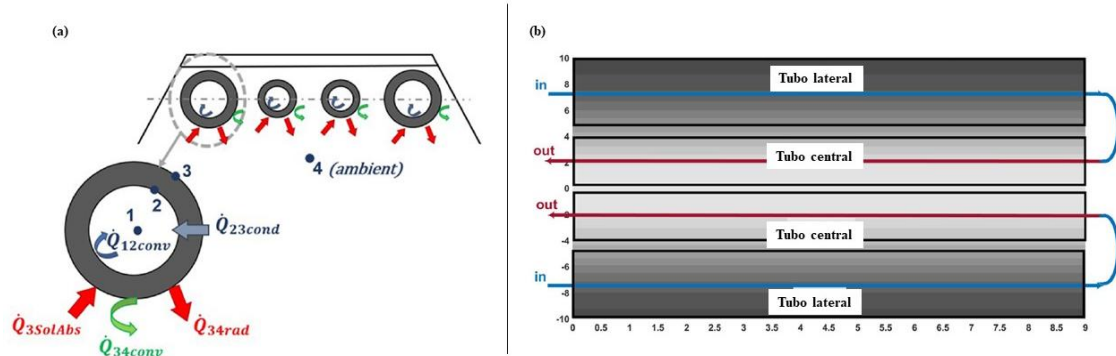 (a)
4 (ambient)
3
2
1
Q̇12conv
Q̇23cond
Q̇3SolAbs
Q̇34rad
Q̇34conv
(b)
10
8
6
4
2
0
-2
-4
-6
-8
-10
in
out
out
in
Tubo lateral
Tubo central
Tubo central
Tubo lateral
0 0.5 1 1.5 2 2.5 3 3.5 4 4.5 5 5.5 6 6.5 7 7.5 8 8.5 9